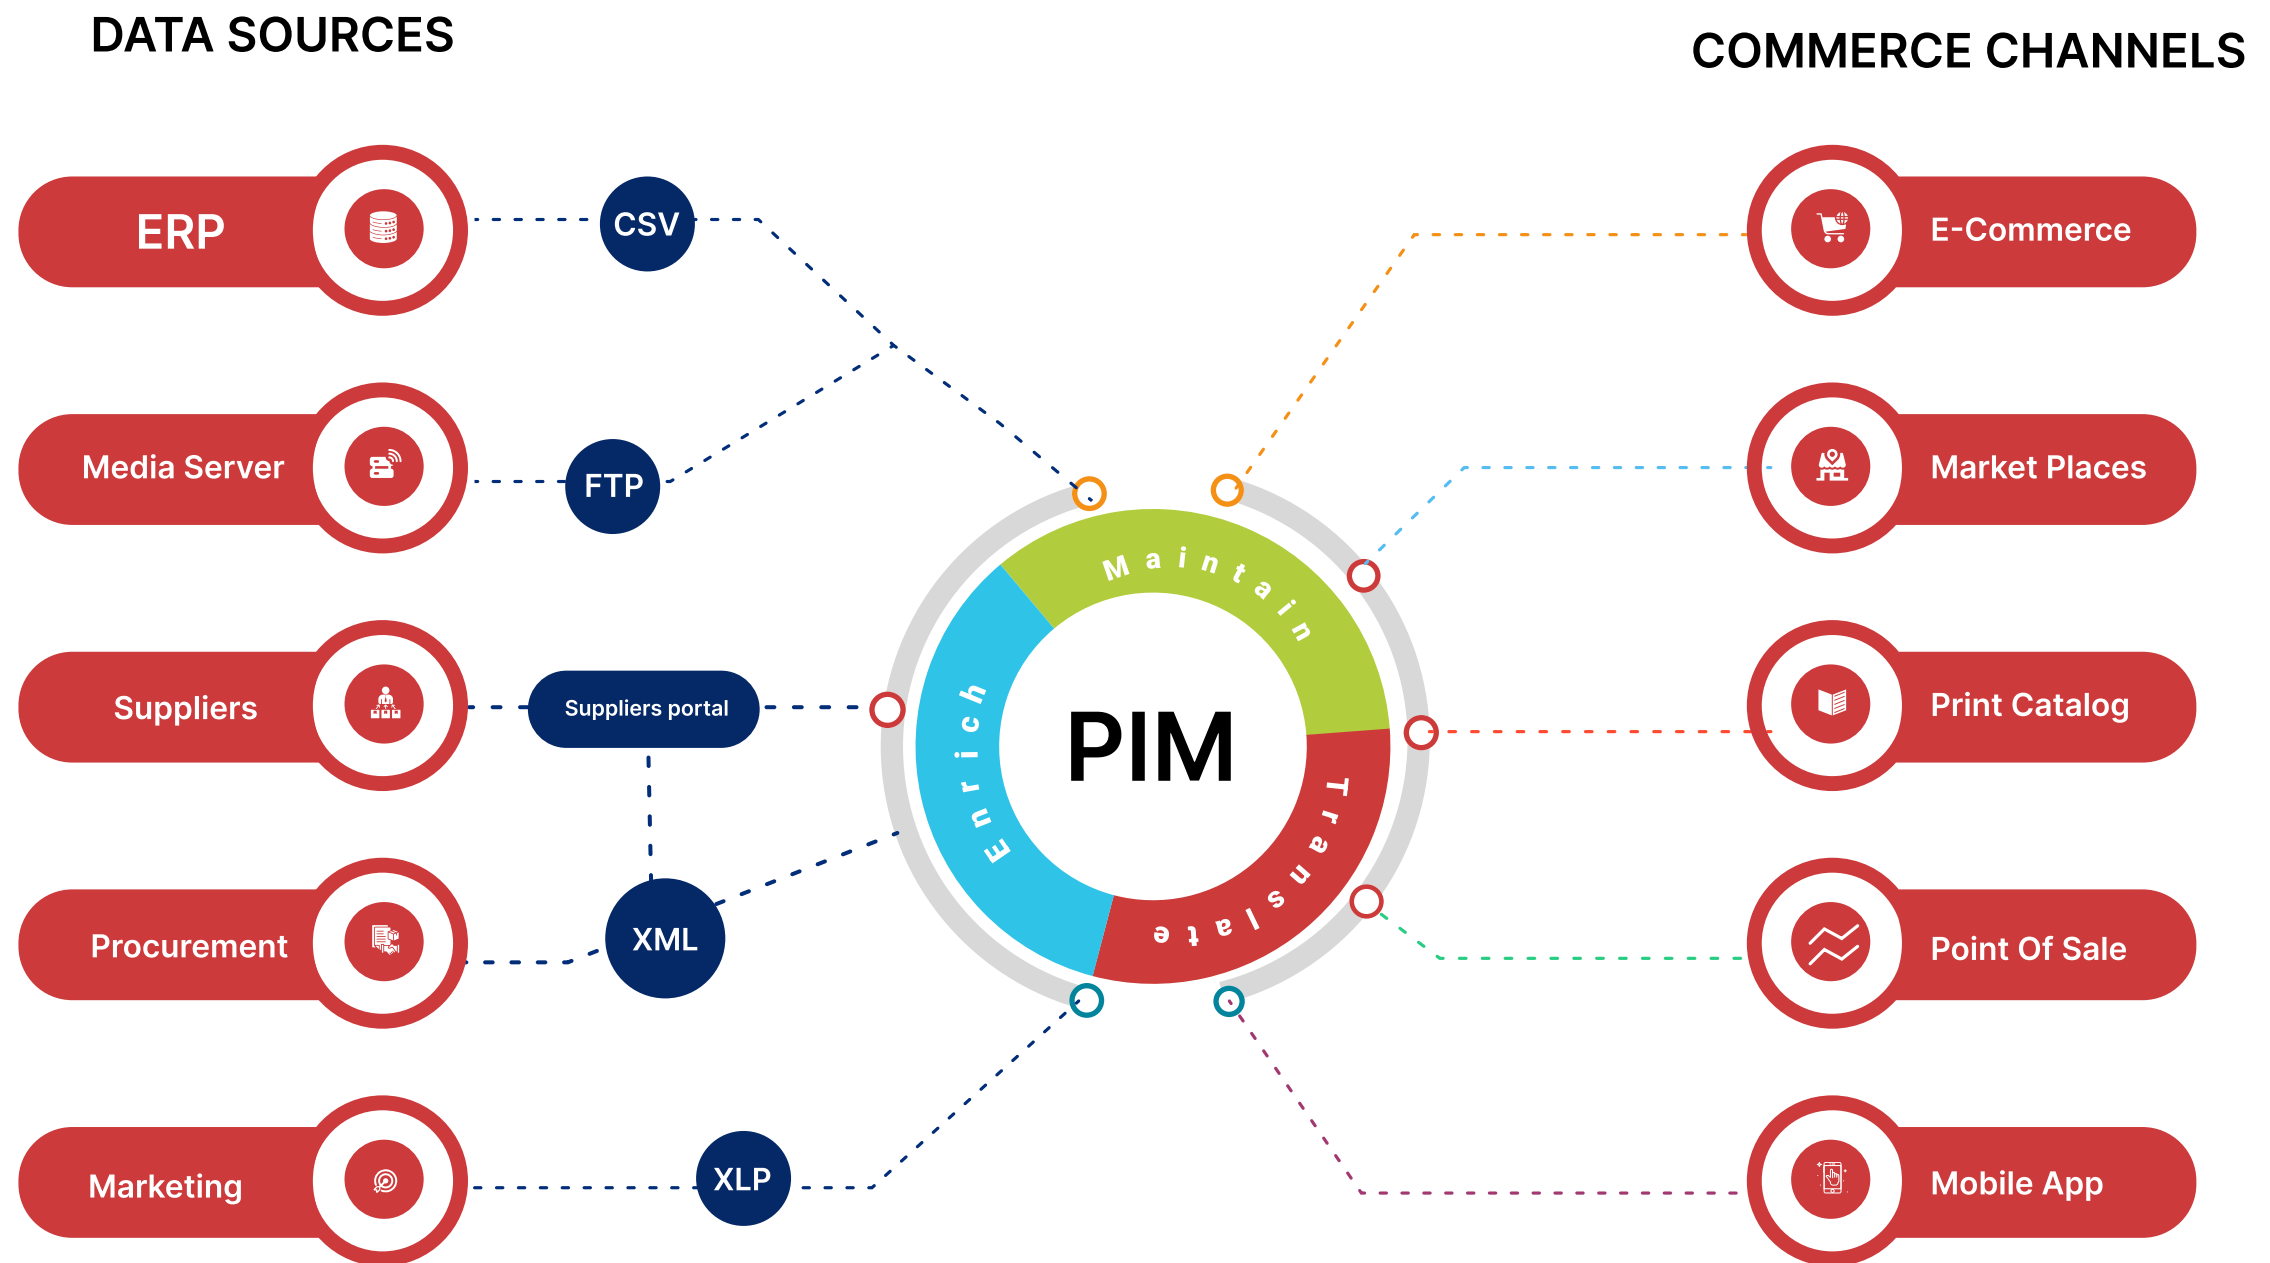 DATA SOURCES
COMMERCE CHANNELS
ERP
CSV
E-Commerce
Media Server
FTP
Market Places
Suppliers
Suppliers portal
Print Catalog
Procurement
XML
Point Of Sale
Marketing
XLP
Mobile App
Maintain
Enrich
PIM
Translate